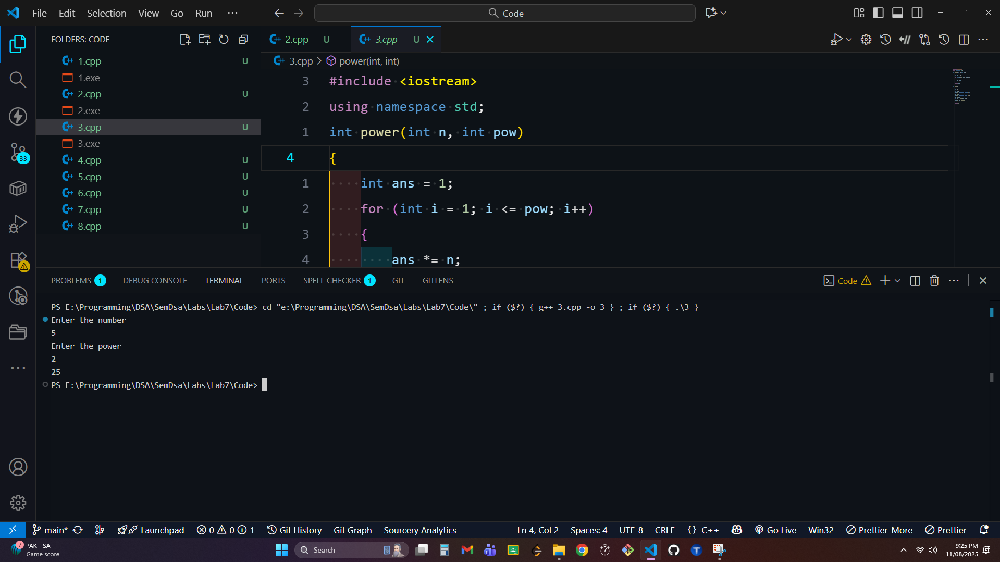 File Edit Selection View Go Run ···
Code
FOLDERS: CODE
1.cpp U
1.exe
2.cpp U
2.exe
3.cpp U
3.exe
4.cpp U
5.cpp U
6.cpp U
7.cpp U
8.cpp U
33
2.cpp U
3.cpp U
3.cpp > power(int, int)
3 #include <iostream>
2 using namespace std;
1 int power(int n, int pow)
4 {
1 int ans = 1;
2 for (int i = 1; i <= pow; i++)
3 {
4 ans *= n;
PROBLEMS 1 DEBUG CONSOLE TERMINAL PORTS SPELL CHECKER 1 GIT GITLENS
Code
PS E:\Programming\DSA\SemDsa\Labs\Lab7\Code> cd "e:\Programming\DSA\SemDsa\Labs\Lab7\Code\" ; if ($?) { g++ 3.cpp -o 3 } ; if ($?) { .\3 }
Enter the number
5
Enter the power
2
25
PS E:\Programming\DSA\SemDsa\Labs\Lab7\Code>
main* Launchpad 0 0 1 Git History Git Graph Sourcery Analytics
Ln 4, Col 2 Spaces: 4 UTF-8 CRLF {} C++ Go Live Win32 Prettier-More Prettier
7
PAK - SA
Game score
Search
9:25 PM
11/08/2025